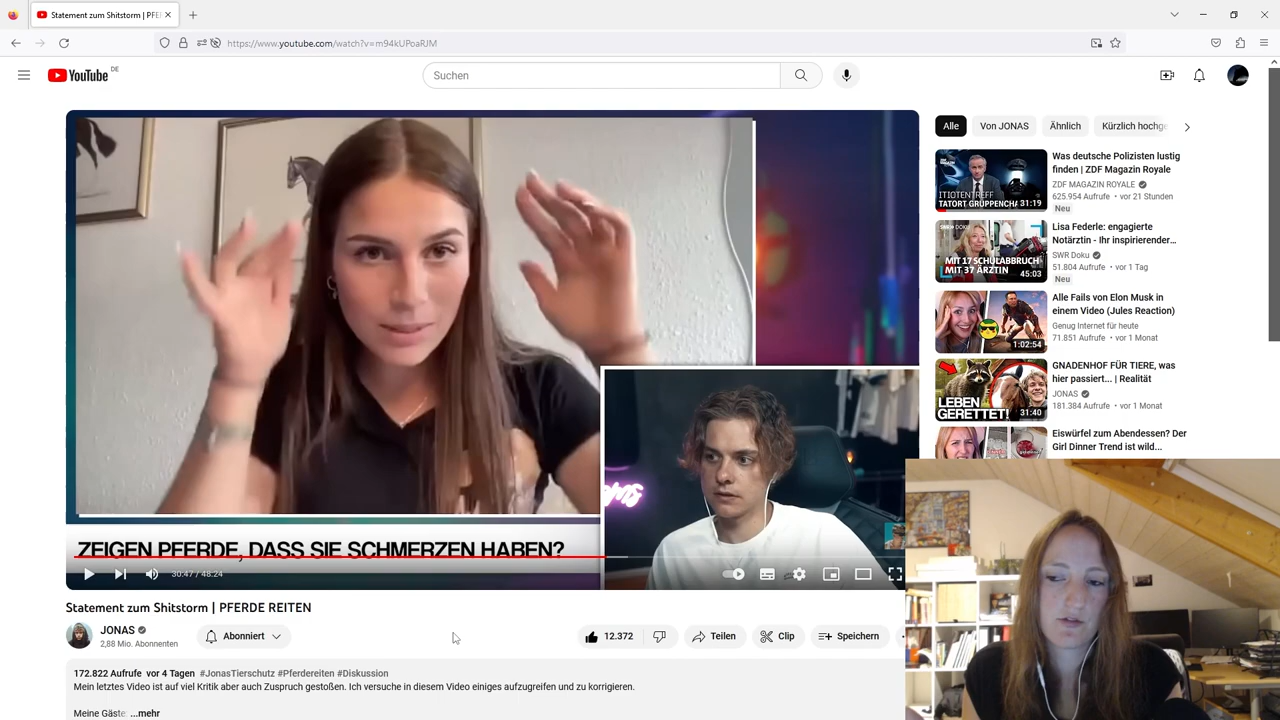 Statement zum Shitstorm | PFE
https://www.youtube.com/watch?v=m94kUPoaRJM
YouTube DE
Suchen
Alle
Von JONAS
Ähnlich
Kürzlich hochge
ZEIGEN PFERDE, DASS SIE SCHMERZEN HABEN?
30:47 / 48:24
Statement zum Shitstorm | PFERDE REITEN
JONAS
2,88 Mio. Abonnenten
Abonniert
12.372
Teilen
Clip
Speichern
172.822 Aufrufe vor 4 Tagen #JonasTierschutz #Pferdereiten #Diskussion
Mein letztes Video ist auf viel Kritik aber auch Zuspruch gestoßen. Ich versuche in diesem Video einiges aufzugreifen und zu korrigieren.
Meine Gäste: ...mehr
TATORT GRUPPENCHA
31:19
Was deutsche Polizisten lustig
finden | ZDF Magazin Royale
ZDF MAGAZIN ROYALE
625.954 Aufrufe • vor 21 Stunden
Neu
SWR» DOKU
MIT 17 SCHULABBRUCH
MIT 37 ÄRZTIN
45:03
Lisa Federle: engagierte
Notärztin - Ihr inspirierender...
SWR Doku
51.804 Aufrufe • vor 1 Tag
Neu
1:02:54
Alle Fails von Elon Musk in
einem Video (Jules Reaction)
Genug Internet für heute
71.851 Aufrufe • vor 1 Monat
LEBEN
GERETTET!
31:40
GNADENHOF FÜR TIERE, was
hier passiert... | Realität
JONAS
181.384 Aufrufe • vor 1 Monat
Eiswürfel zum Abendessen? Der
Girl Dinner Trend ist wild...